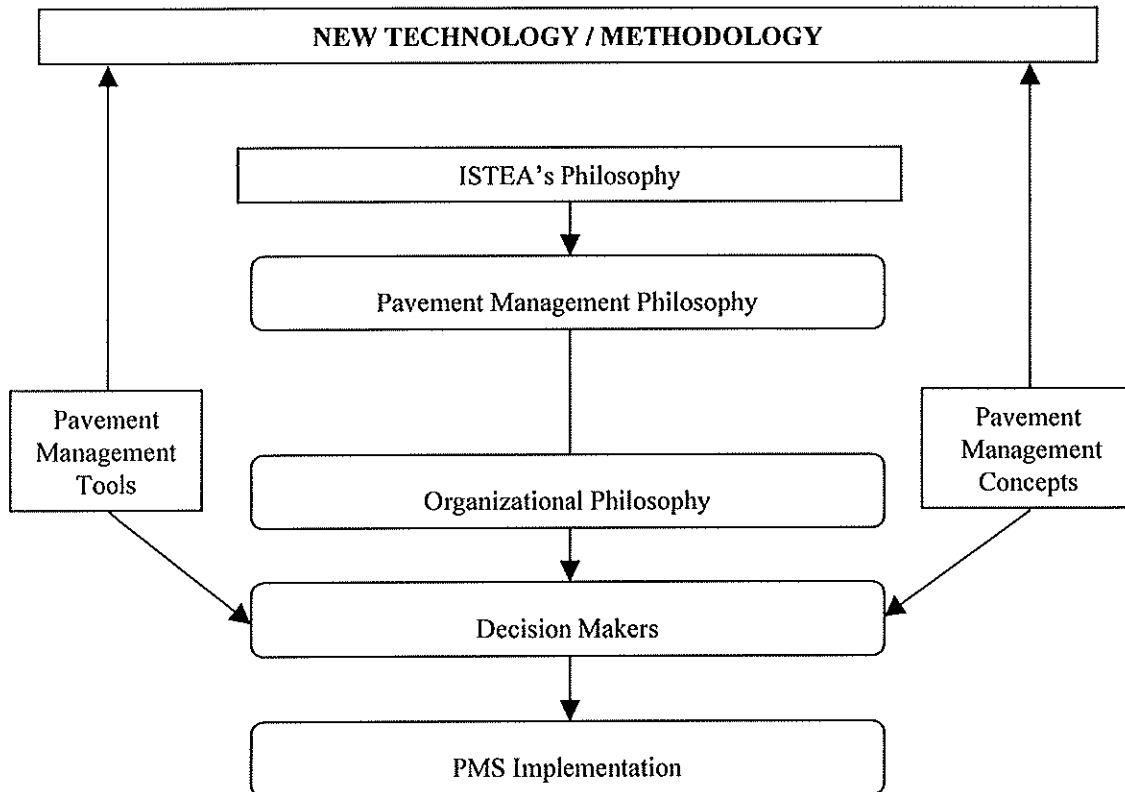 NEW TECHNOLOGY / METHODOLOGY
ISTEA's Philosophy
Pavement Management Philosophy
Pavement
Management
Tools
Pavement
Management
Concepts
Organizational Philosophy
Decision Makers
PMS Implementation